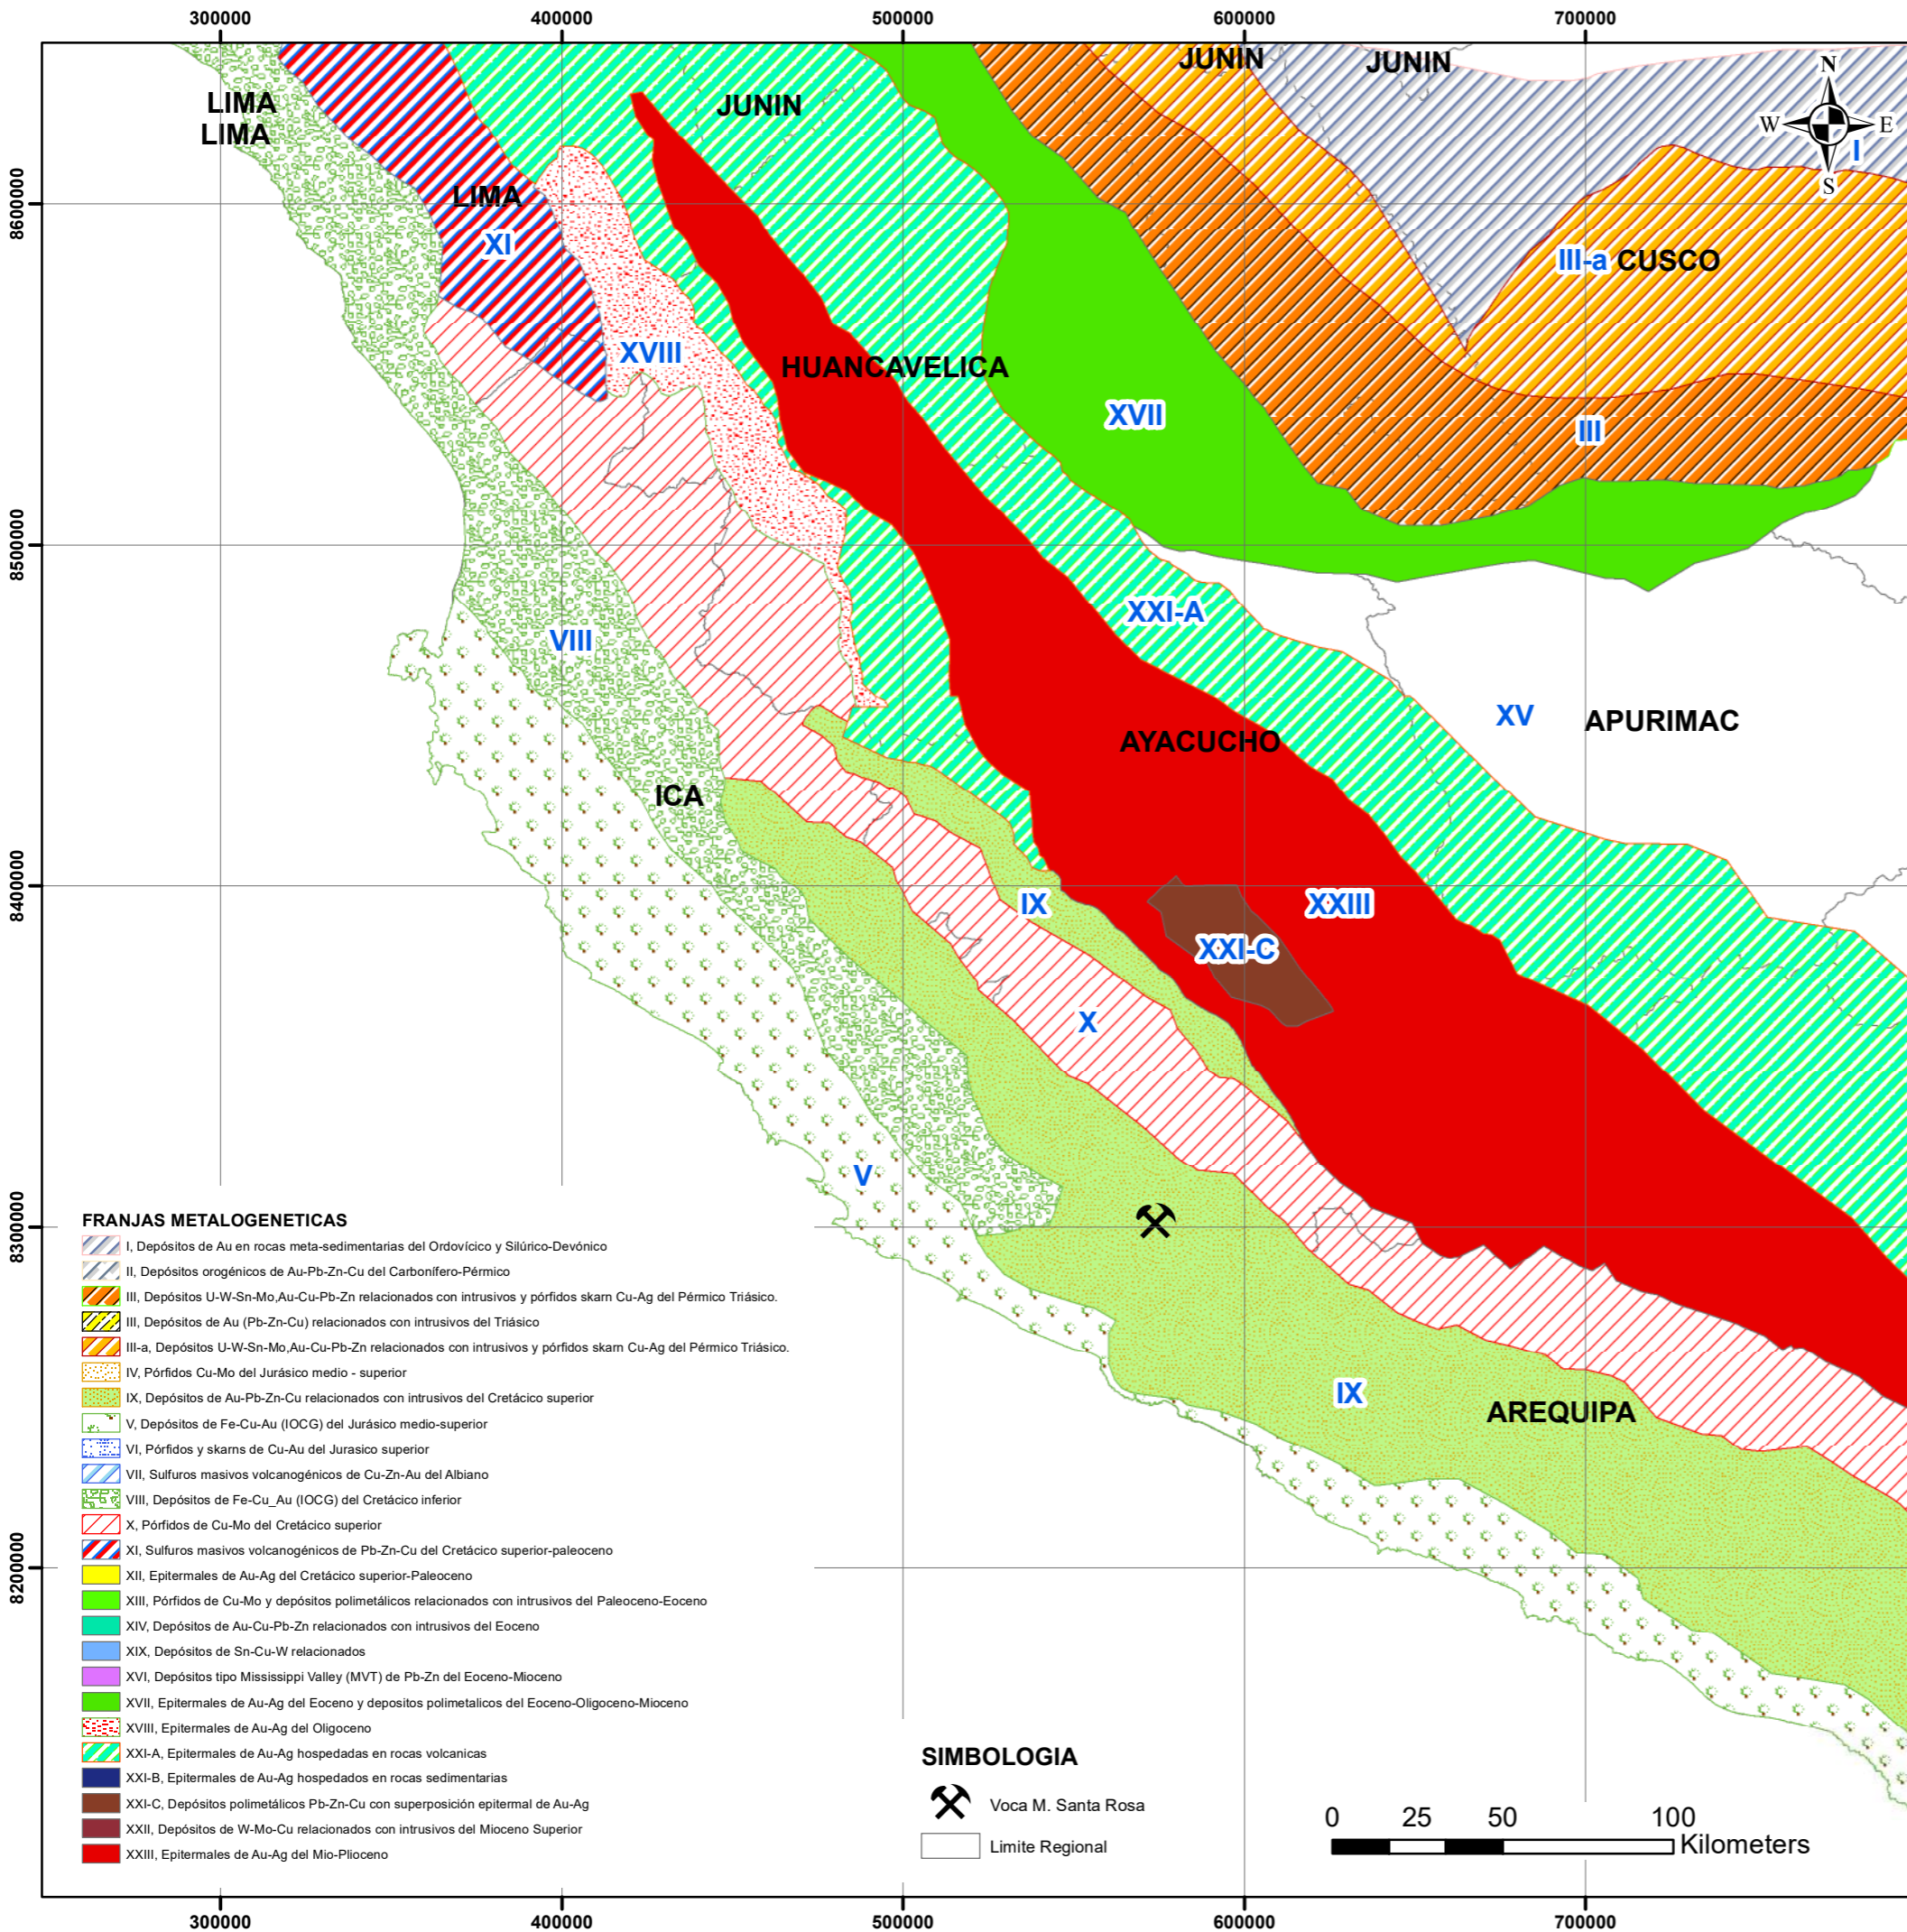 300000 400000 500000 600000 700000
JUNIN
JUNIN
N
LIMA
JUNIN
W E
LIMA
I
S
8600000
LIMA
XI
III-a CUSCO
XVIII
HUANCAVELICA
XVII
III
8500000
XXI-A
VIII
XV APURIMAC
AYACUCHO
ICA
8400000
IX XXIII
XXI-C
X
V
8300000
FRANJAS METALOGENETICAS
I, Depósitos de Au en rocas meta-sedimentarias del Ordovícico y Silúrico-Devónico
II, Depósitos orogénicos de Au-Pb-Zn-Cu del Carbonífero-Pérmico
III, Depósitos U-W-Sn-Mo,Au-Cu-Pb-Zn relacionados con intrusivos y pórfidos skarn Cu-Ag del Pérmico Triásico.
III, Depósitos de Au (Pb-Zn-Cu) relacionados con intrusivos del Triásico
III-a, Depósitos U-W-Sn-Mo,Au-Cu-Pb-Zn relacionados con intrusivos y pórfidos skarn Cu-Ag del Pérmico Triásico.
IV, Pórfidos Cu-Mo del Jurásico medio - superior
IX, Depósitos de Au-Pb-Zn-Cu relacionados con intrusivos del Cretácico superior
V, Depósitos de Fe-Cu-Au (IOCG) del Jurásico medio-superior
VI, Pórfidos y skarns de Cu-Au del Jurasico superior
VII, Sulfuros masivos volcanogénicos de Cu-Zn-Au del Albiano
VIII, Depósitos de Fe-Cu_Au (IOCG) del Cretácico inferior
X, Pórfidos de Cu-Mo del Cretácico superior
XI, Sulfuros masivos volcanogénicos de Pb-Zn-Cu del Cretácico superior-paleoceno
XII, Epitermales de Au-Ag del Cretácico superior-Paleoceno
XIII, Pórfidos de Cu-Mo y depósitos polimetálicos relacionados con intrusivos del Paleoceno-Eoceno
XIV, Depósitos de Au-Cu-Pb-Zn relacionados con intrusivos del Eoceno
XIX, Depósitos de Sn-Cu-W relacionados
XVI, Depósitos tipo Mississippi Valley (MVT) de Pb-Zn del Eoceno-Mioceno
XVII, Epitermales de Au-Ag del Eoceno y depositos polimetalicos del Eoceno-Oligoceno-Mioceno
XVIII, Epitermales de Au-Ag del Oligoceno
XXI-A, Epitermales de Au-Ag hospedadas en rocas volcanicas
XXI-B, Epitermales de Au-Ag hospedados en rocas sedimentarias
XXI-C, Depósitos polimetálicos Pb-Zn-Cu con superposición epitermal de Au-Ag
XXII, Depósitos de W-Mo-Cu relacionados con intrusivos del Mioceno Superior
XXIII, Epitermales de Au-Ag del Mio-Plioceno
IX
AREQUIPA
8200000
SIMBOLOGIA
Voca M. Santa Rosa
Limite Regional
0 25 50 100
Kilometers
300000 400000 500000 600000 700000